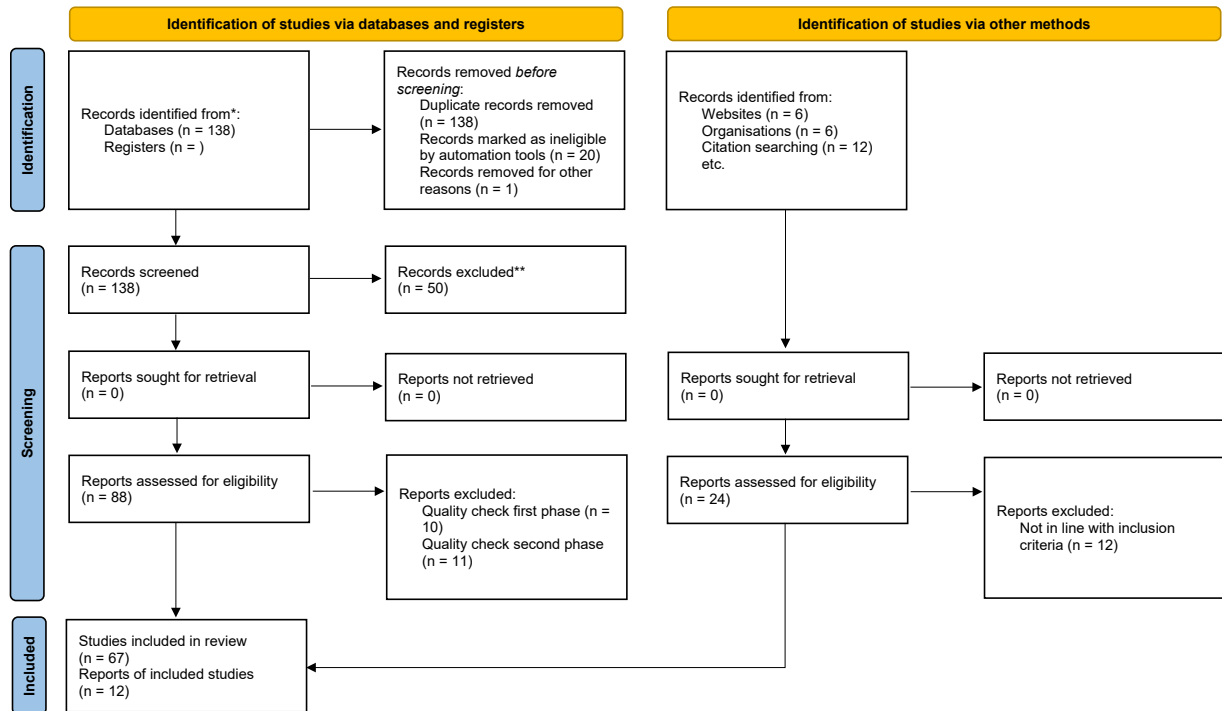 Identification of studies via databases and registers
Identification of studies via other methods
Identification
Records identified from*:
Databases (n = 138)
Registers (n = )
Records removed before
screening:
Duplicate records removed
(n = 138)
Records marked as ineligible
by automation tools (n = 20)
Records removed for other
reasons (n = 1)
Records identified from:
Websites (n = 6)
Organisations (n = 6)
Citation searching (n = 12)
etc.
Screening
Records screened
(n = 138)
Records excluded**
(n = 50)
Reports sought for retrieval
(n = 0)
Reports not retrieved
(n = 0)
Reports sought for retrieval
(n = 0)
Reports not retrieved
(n = 0)
Reports assessed for eligibility
(n = 88)
Reports excluded:
Quality check first phase (n =
10)
Quality check second phase
(n = 11)
Reports assessed for eligibility
(n = 24)
Reports excluded:
Not in line with inclusion
criteria (n = 12)
Included
Studies included in review
(n = 67)
Reports of included studies
(n = 12)